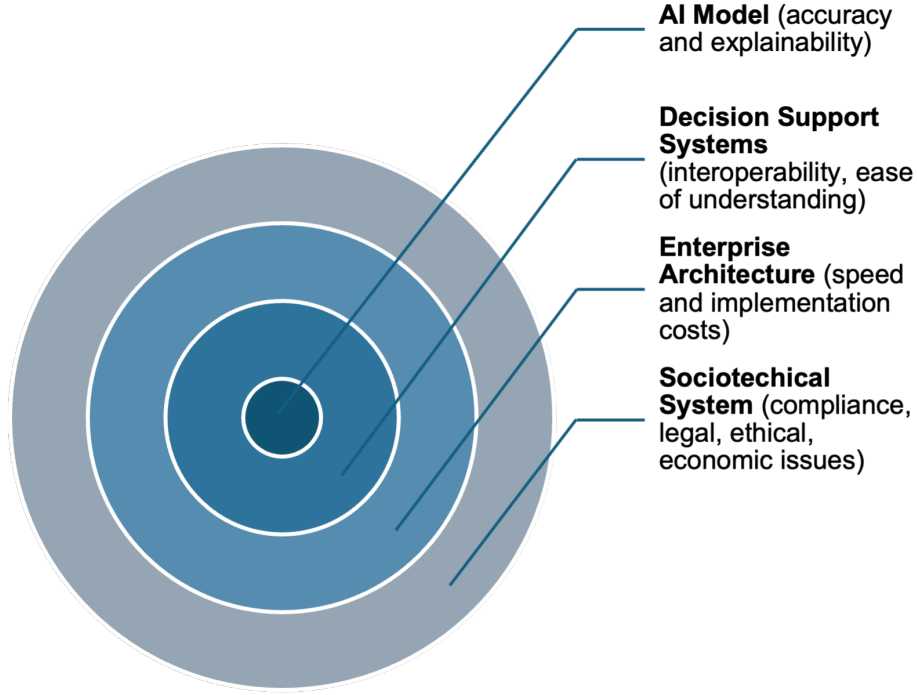 AI Model (accuracy
and explainability)
Decision Support
Systems
(interoperability, ease
of understanding)
Enterprise
Architecture (speed
and implementation
costs)
Sociotechical
System (compliance,
legal, ethical,
economic issues)